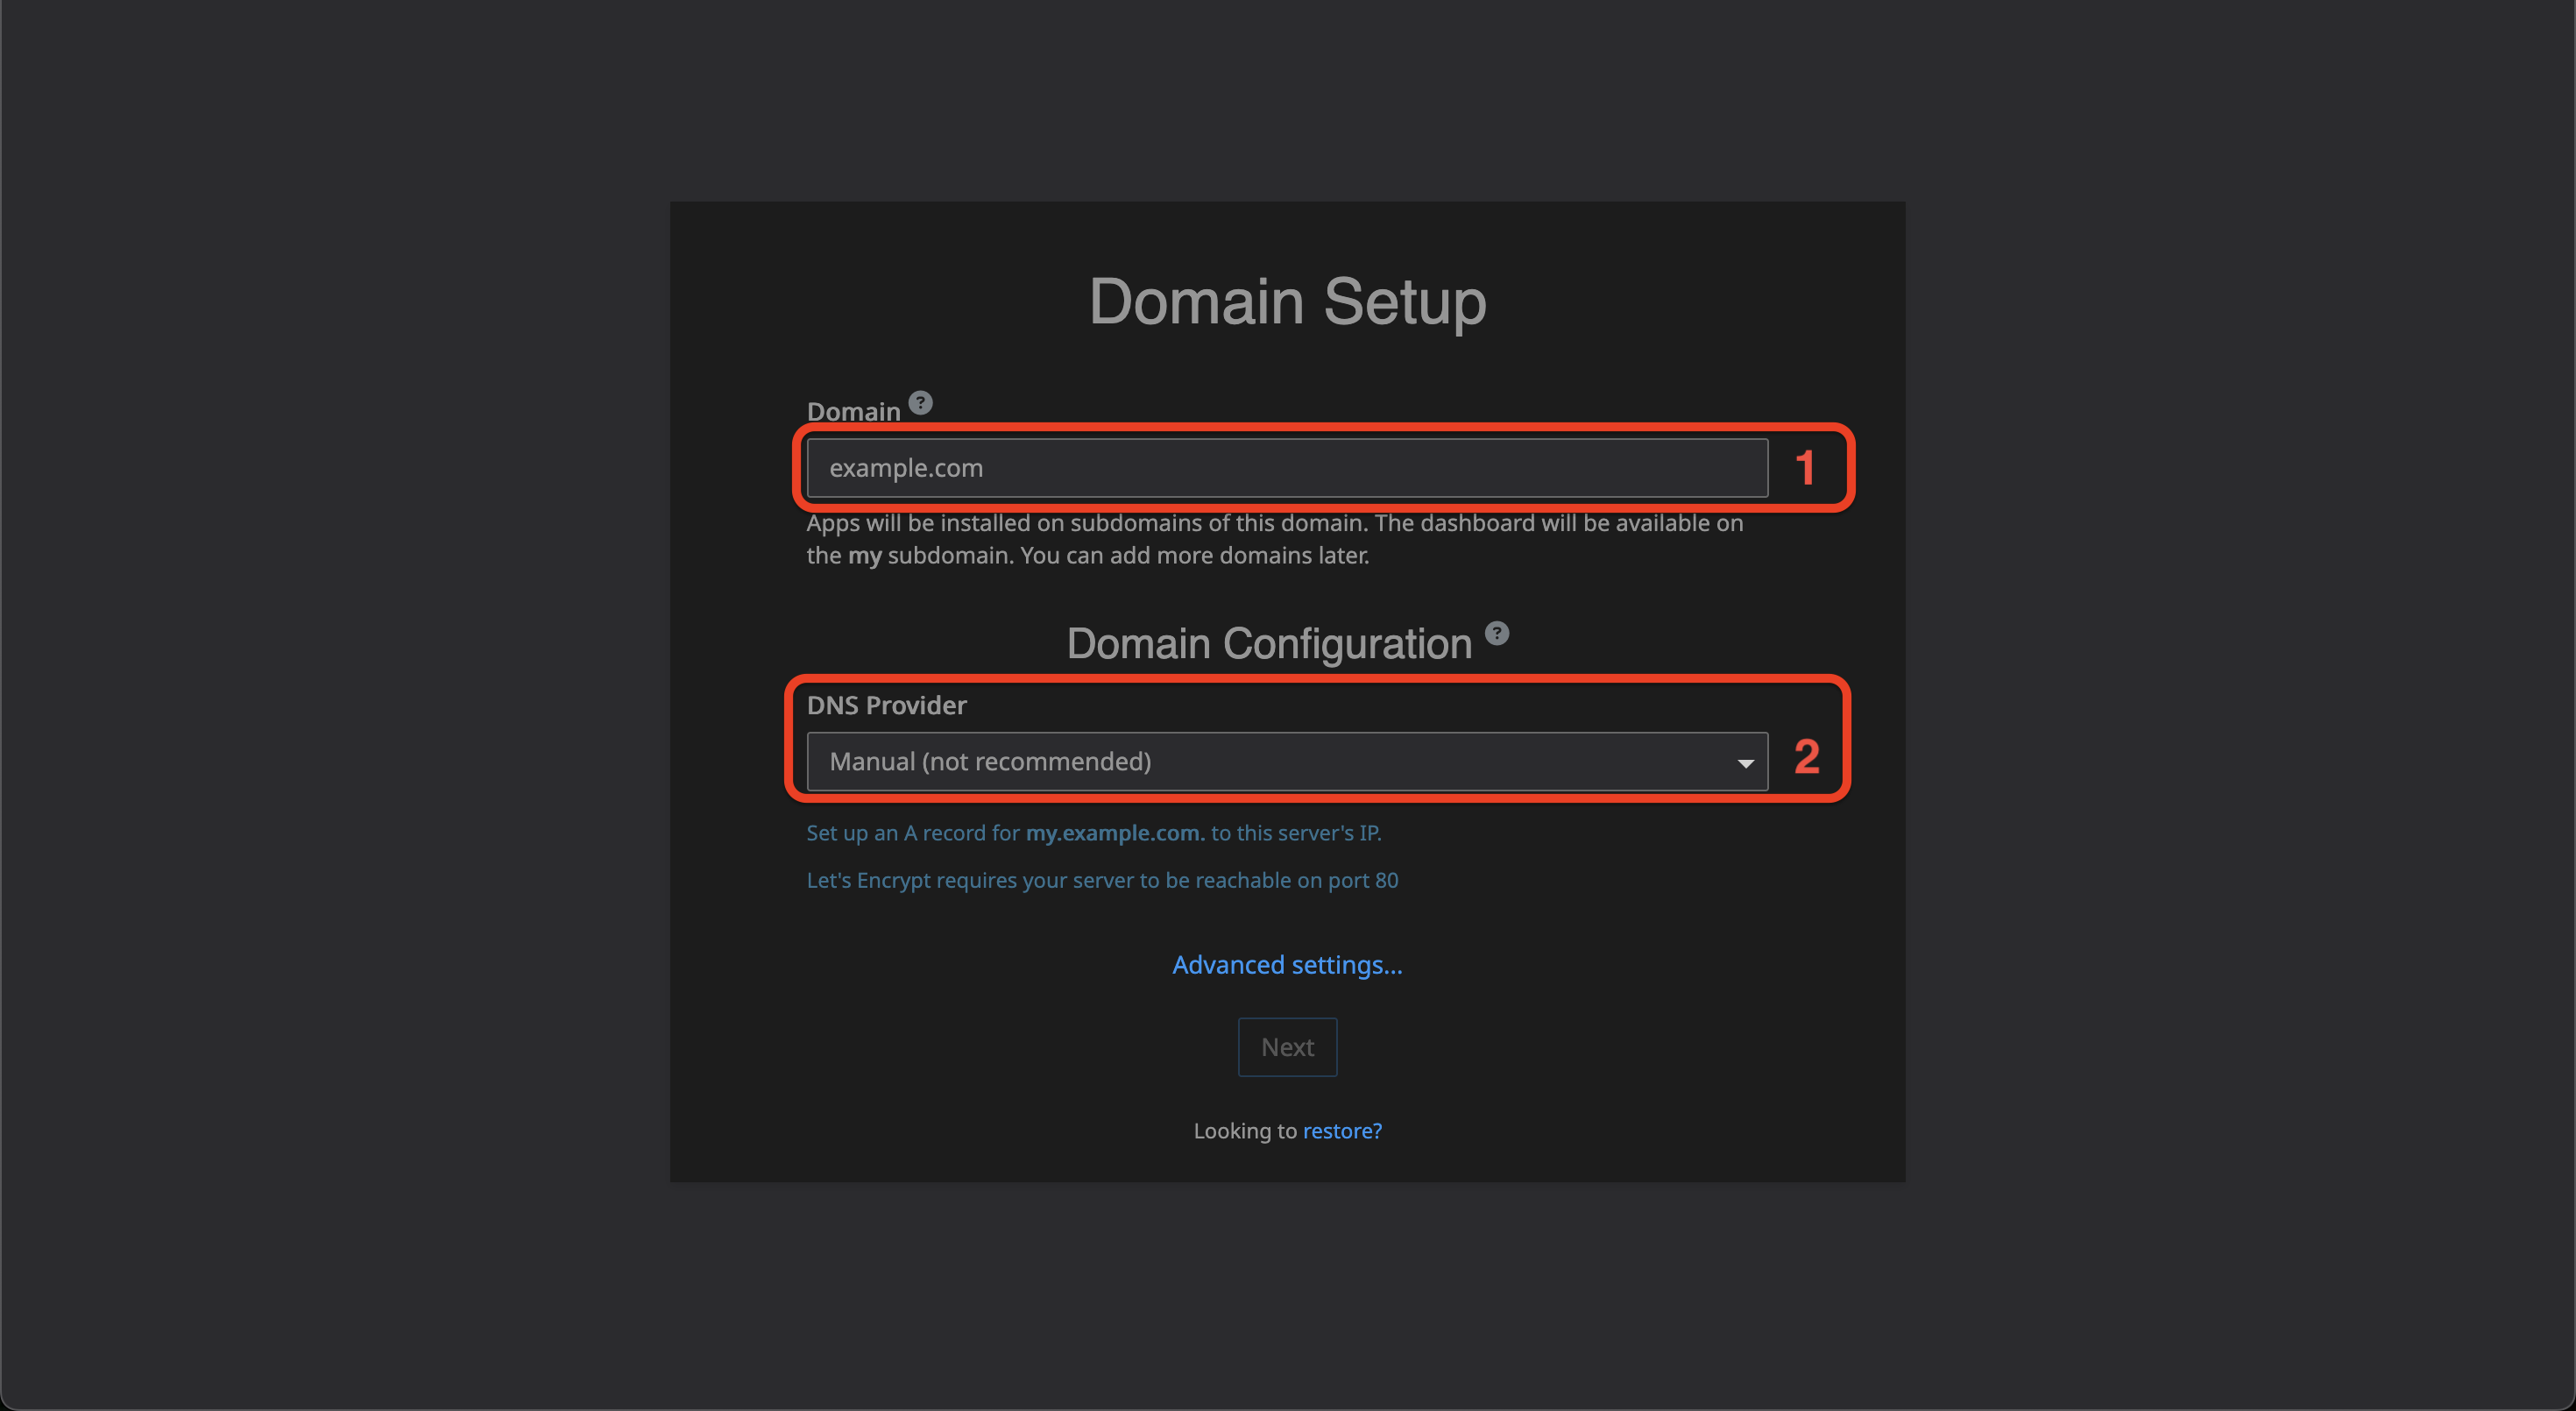 Domain Setup
Domain ?
example.com
1
Apps will be installed on subdomains of this domain. The dashboard will be available on
the my subdomain. You can add more domains later.
Domain Configuration ?
DNS Provider
Manual (not recommended)
2
Set up an A record for my.example.com. to this server's IP.
Let's Encrypt requires your server to be reachable on port 80
Advanced settings...
Next
Looking to restore?